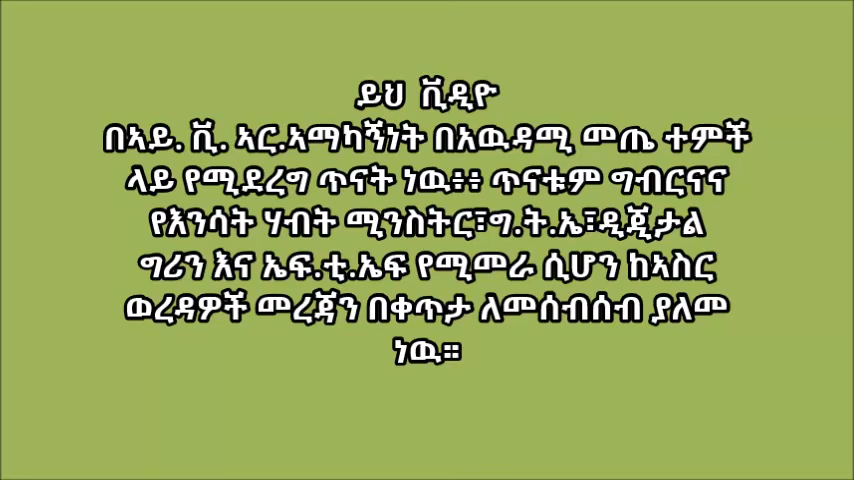 ይህ ቪዲዮ
በኣይ. ቪ. ኣር.ኣማካኝነት በአዉዳሚ መጤ ተምች
ላይ የሚደረግ ጥናት ነዉ፡፡ ጥናቱም ግብርናና
የእንሳት ሃብት ሚንስትር፣ግ.ት.ኤ፣ዲጂታል
ግሪን እና ኤፍ.ቲ.ኤፍ የሚመራ ሲሆን ከኣስር
ወረዳዎች መረጃን በቀጥታ ለመሰብሰብ ያለመ
ነዉ።